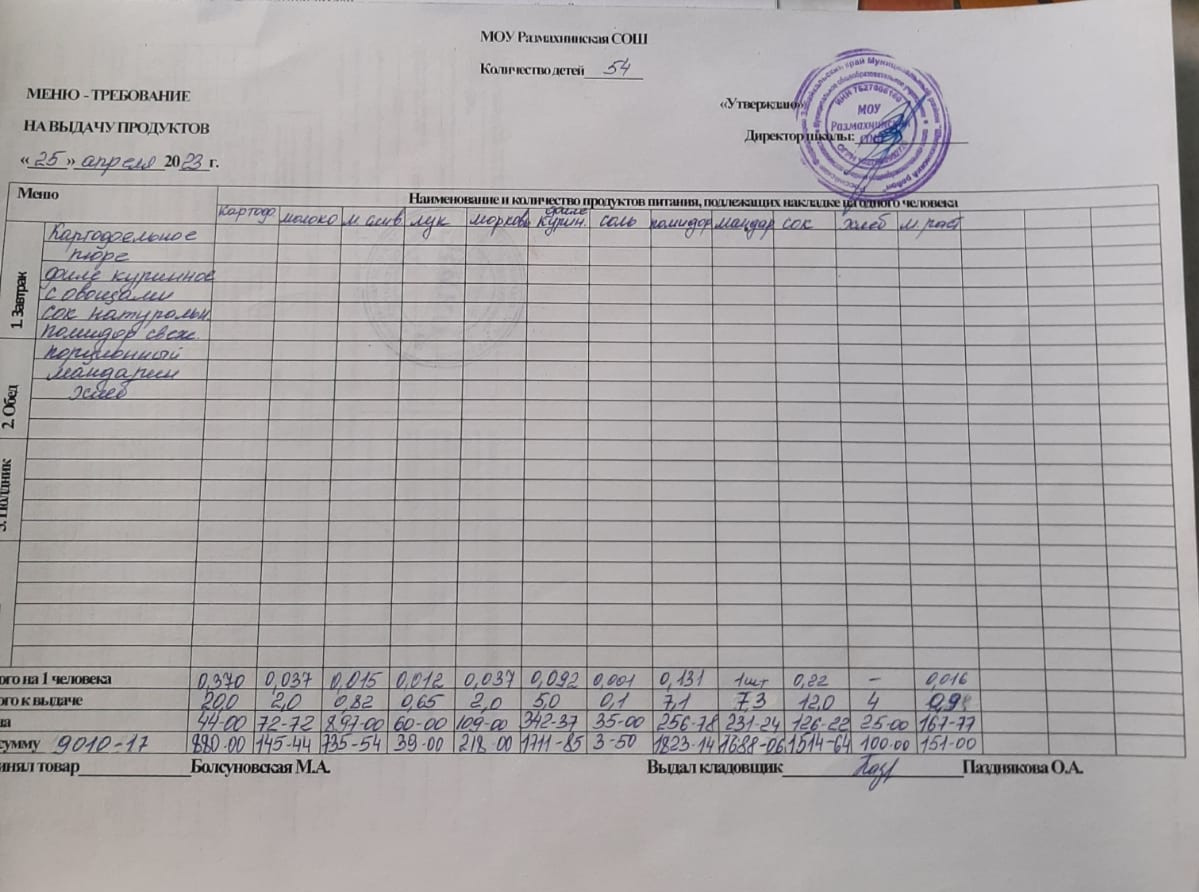 МОУ Размахнинская СОШ
Количество детей 54
МЕНЮ - ТРЕБОВАНИЕ
НА ВЫДАЧУ ПРОДУКТОВ
« 25 » апреля 2023 г.
«Утверждаю»
Директор школы:
МОУ
Размахнинская
СОШ
Меню
Наименование и количество продуктов питания, подлежащих накладке на одного человека
картоф. молоко м. слив лук морковь филе курин. соль помидор мандар сок хлеб м. раст
1. Завтрак
Картофельное
пюре
филе куринное
с овощами
сок натуральн.
помидор свеж.
порционный
мандарин
хлеб
2. Обед
3. Полдник
ого на 1 человека 0,370 0,037 0,015 0,012 0,037 0,092 0,001 0,131 1шт 0,22 – 0,016
ого к выдаче 20,0 2,0 0,82 0,65 2,0 5,0 0,1 7,1 7,3 12,0 4 0,9
на 44-00 72-72 897-00 60-00 109-00 342-37 35-00 256-78 231-24 126-22 25-00 167-77
сумму 9010-17 880-00 145-44 735-54 39-00 218-00 1711-85 3-50 1823-14 1688-06 1514-64 100-00 151-00
инял товар Болсуновская М.А. Выдал кладовщик Пазднякова О.А.